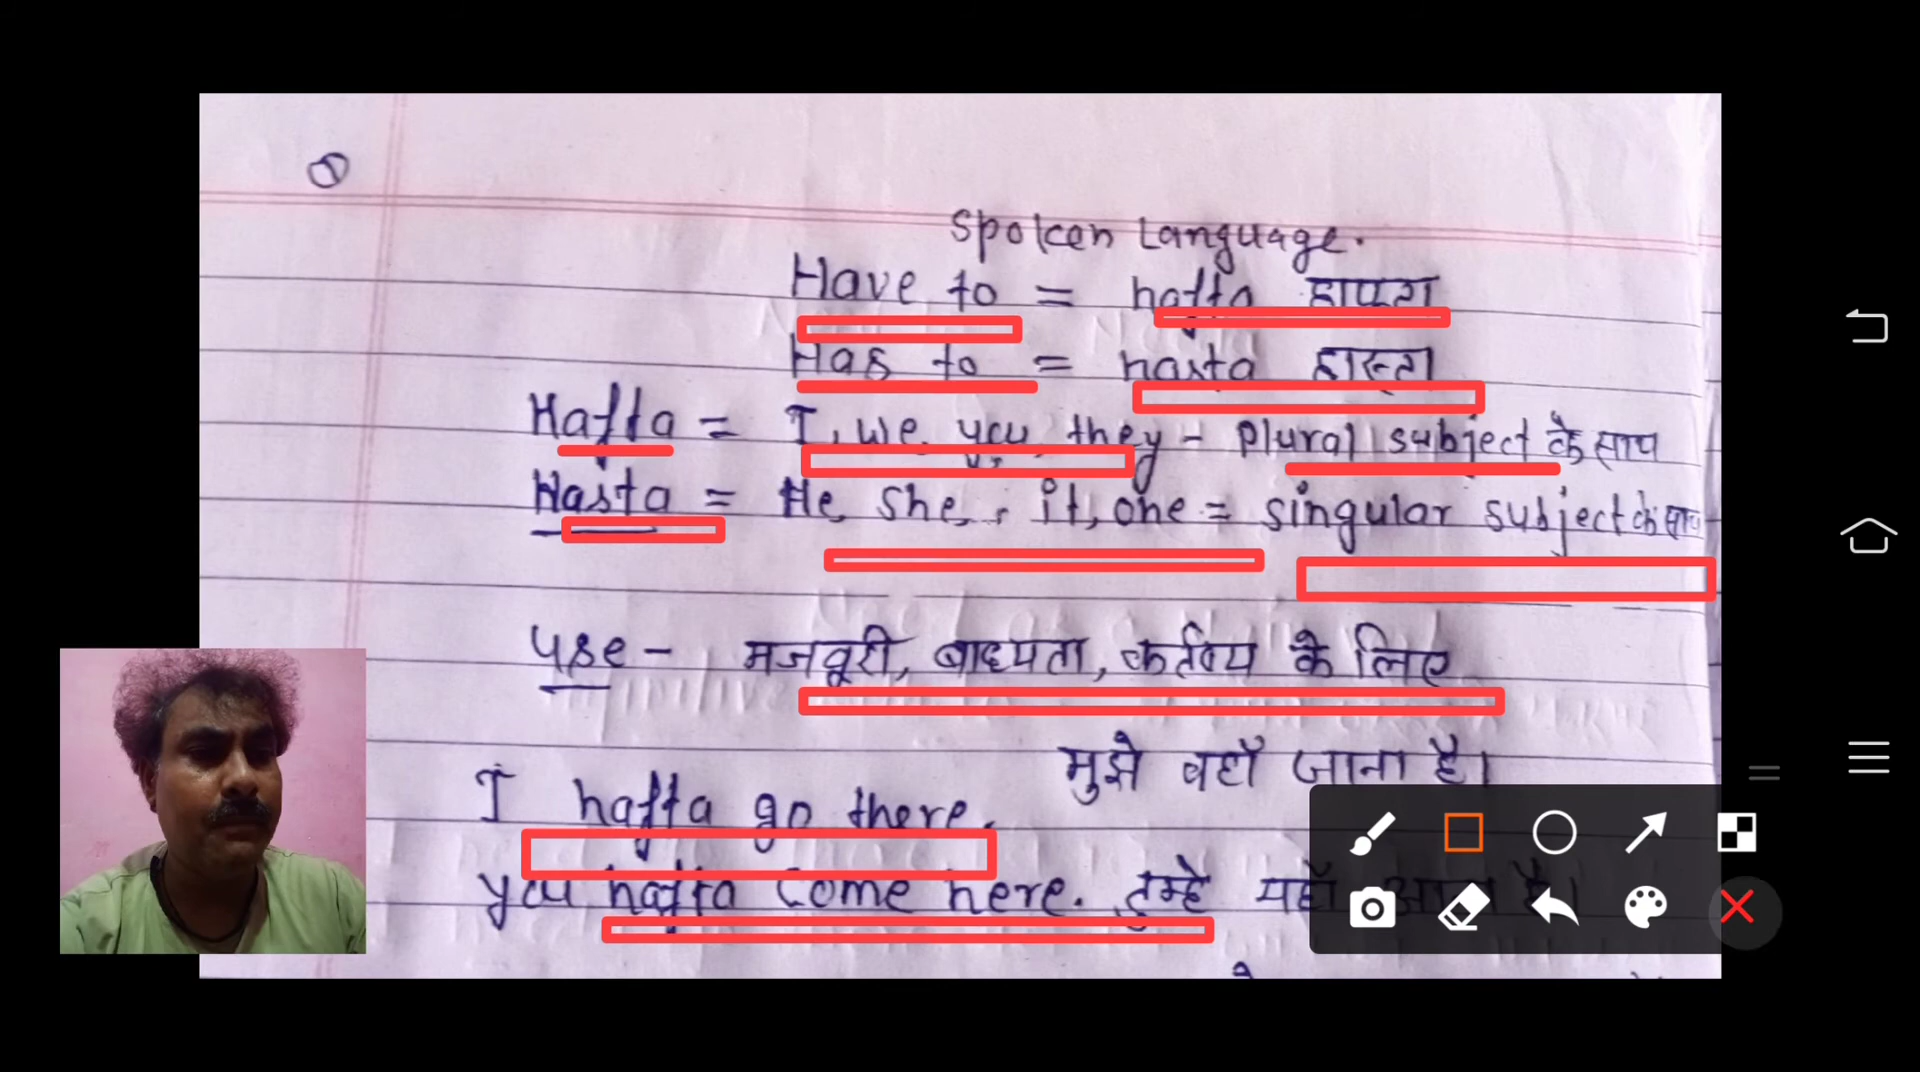 ①
Spoken Language.
Have to = hafta हाफ्ता
Has to = hasta हास्ता
Hafta = I, we, you, they - Plural subject के साथ
Hasta = He, she, it, one = singular subject के साथ
use - मजबूरी, बाध्यता, कर्तव्य के लिए
मुझे वहाँ जाना है।
I hafta go there.
you hafta come here. तुम्हे यहाँ आना है।